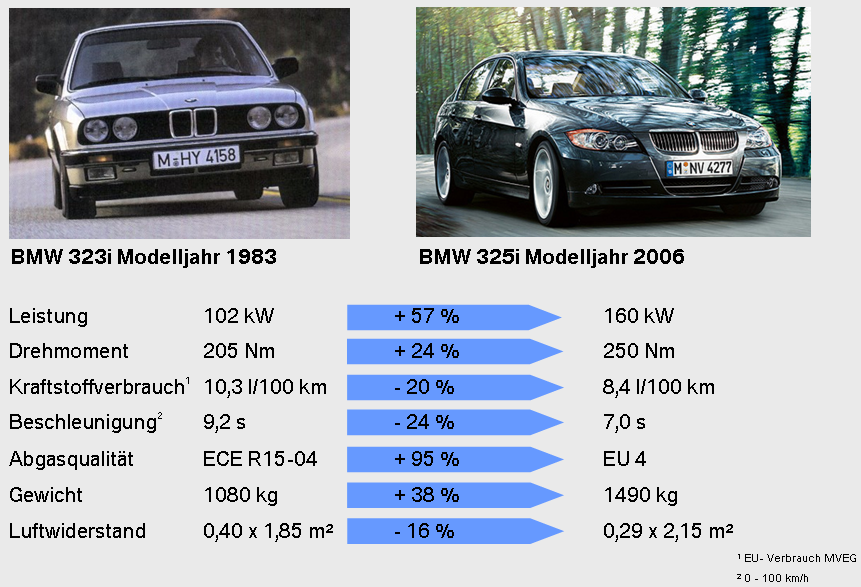 M-HY 4158
M NV 4277
BMW 323i Modelljahr 1983 BMW 325i Modelljahr 2006
Leistung 102 kW + 57 % 160 kW
Drehmoment 205 Nm + 24 % 250 Nm
Kraftstoffverbrauch¹ 10,3 l/100 km - 20 % 8,4 l/100 km
Beschleunigung² 9,2 s - 24 % 7,0 s
Abgasqualität ECE R15-04 + 95 % EU 4
Gewicht 1080 kg + 38 % 1490 kg
Luftwiderstand 0,40 x 1,85 m² - 16 % 0,29 x 2,15 m²
¹ EU- Verbrauch MVEG
² 0 - 100 km/h